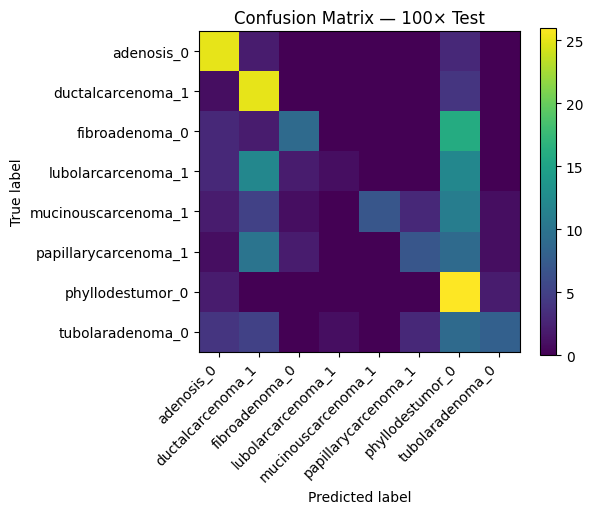 Confusion Matrix — 100× Test
True label
adenosis_0
ductalcarcenoma_1
fibroadenoma_0
lubolarcarcenoma_1
mucinouscarcenoma_1
papillarycarcenoma_1
phyllodestumor_0
tubolaradenoma_0
adenosis_0
ductalcarcenoma_1
fibroadenoma_0
lubolarcarcenoma_1
mucinouscarcenoma_1
papillarycarcenoma_1
phyllodestumor_0
tubolaradenoma_0
Predicted label
25
20
15
10
5
0